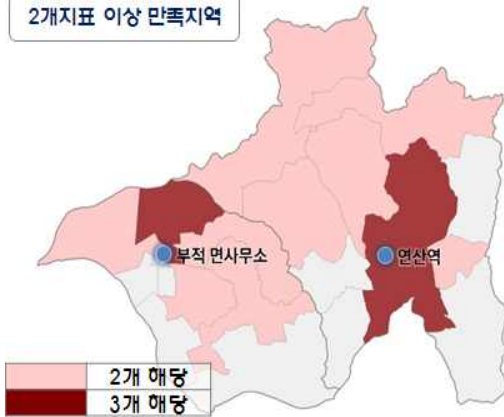 2개지표 이상 만족지역
부적 면사무소
연산역
2개 해당
3개 해당